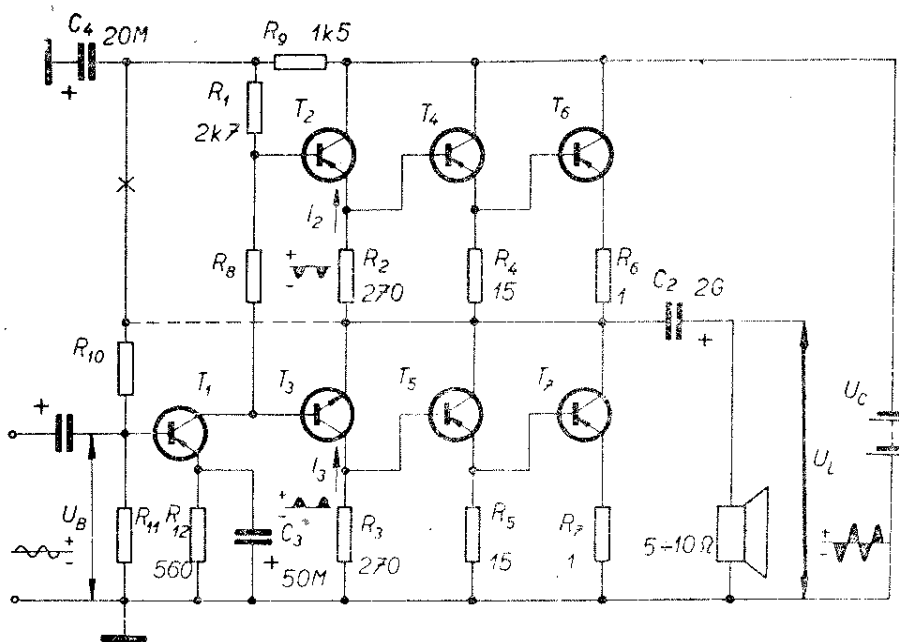 C4 20M
R9 1k5
+
R1
2k7
T2
T4
T6
I2
R8
+
-
R2
270
R4
15
R6
1
C2 2G
+
R10
T1
T3
T5
T7
UC
+
UL
I3
UB
R11
R12
560
+
-
C3
+ 50M
R3
270
R5
15
R7
1
5÷10Ω
+
-
+
-